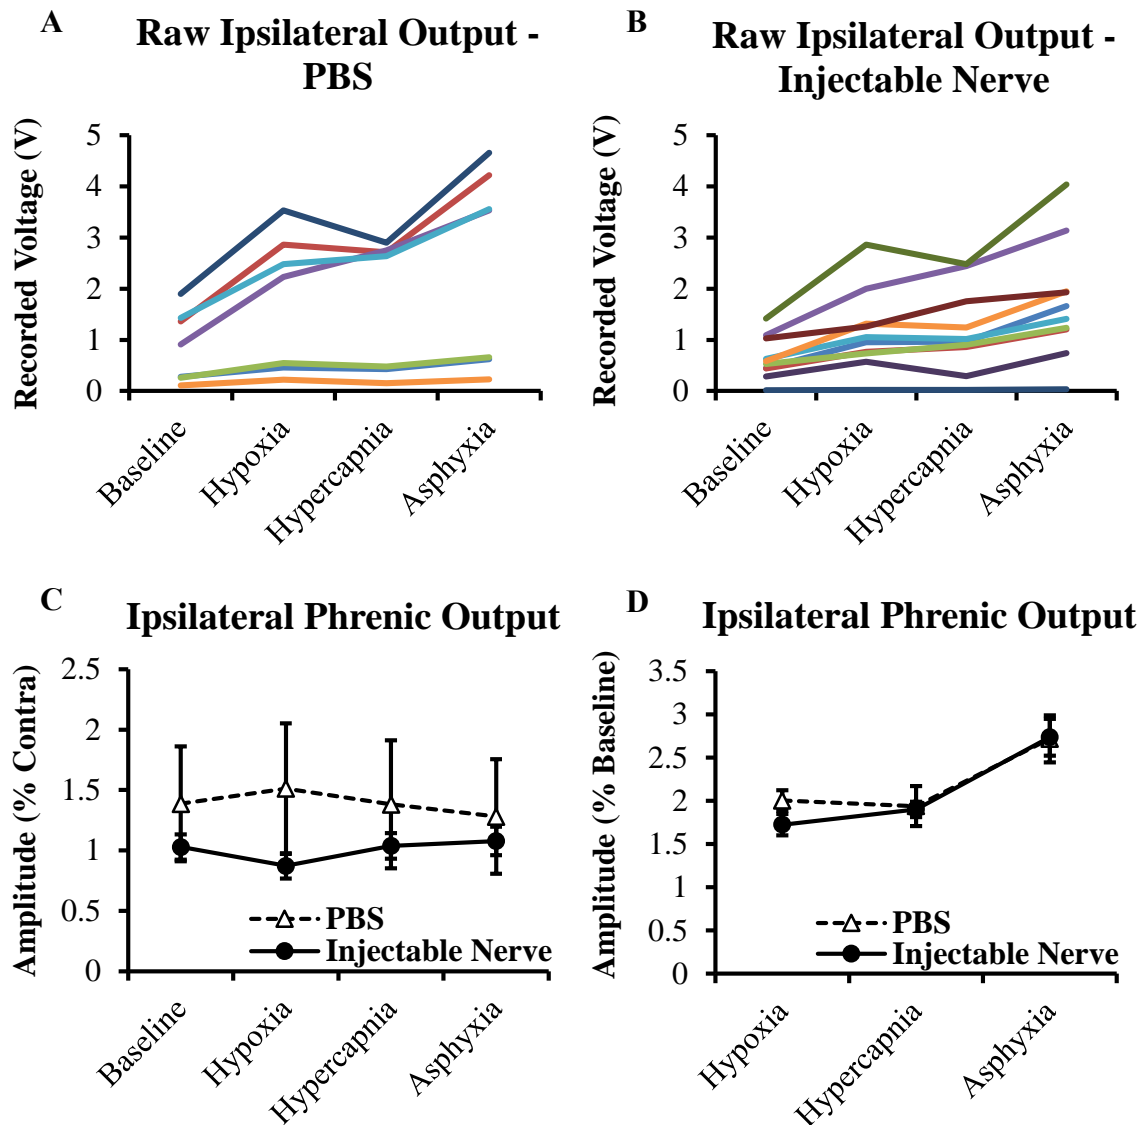 A
Raw Ipsilateral Output -
PBS
Recorded Voltage (V)
5
4
3
2
1
0
Baseline
Hypoxia
Hypercapnia
Asphyxia
B
Raw Ipsilateral Output -
Injectable Nerve
Recorded Voltage (V)
5
4
3
2
1
0
Baseline
Hypoxia
Hypercapnia
Asphyxia
C
Ipsilateral Phrenic Output
Amplitude (% Contra)
2.5
2
1.5
1
0.5
0
PBS
Injectable Nerve
Baseline
Hypoxia
Hypercapnia
Asphyxia
D
Ipsilateral Phrenic Output
Amplitude (% Baseline)
3.5
3
2.5
2
1.5
1
0.5
0
PBS
Injectable Nerve
Hypoxia
Hypercapnia
Asphyxia